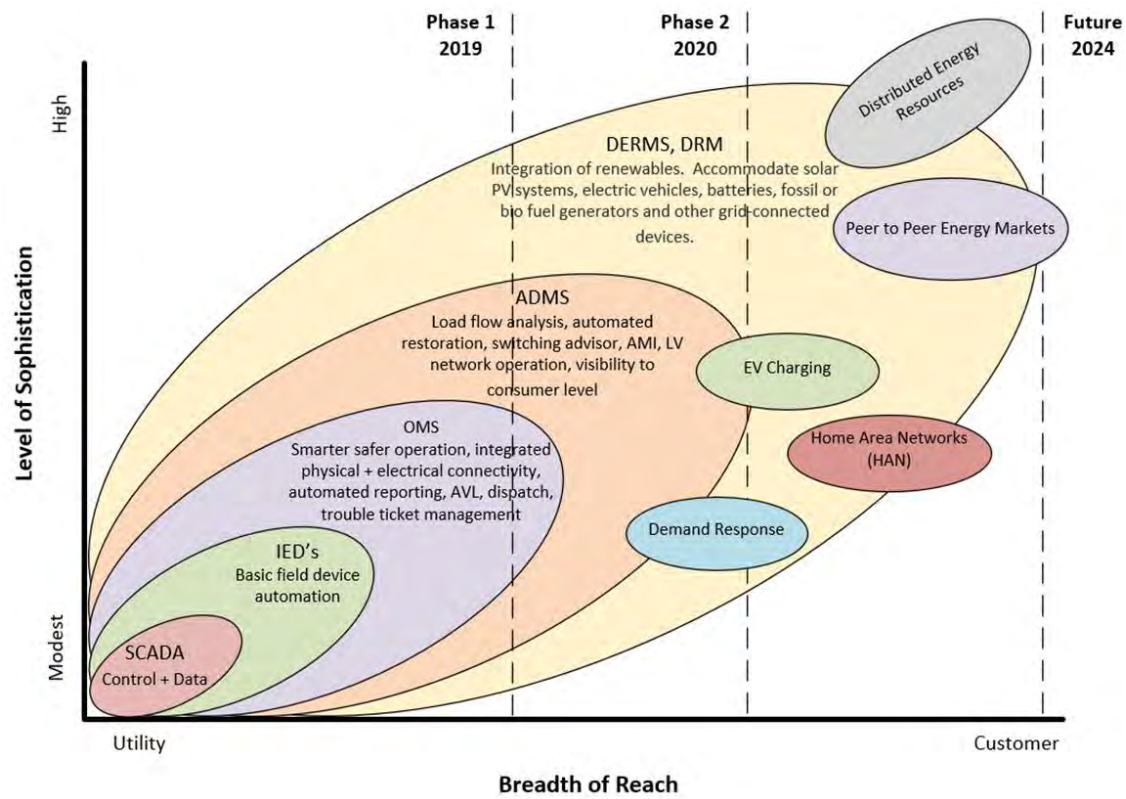 Phase 1
2019
Phase 2
2020
Future
2024
High
Modest
Level of Sophistication
Distributed Energy
Resources
DERMS, DRM
Integration of renewables.  Accommodate solar
PV systems, electric vehicles, batteries, fossil or
bio fuel generators and other grid-connected
devices.
Peer to Peer Energy Markets
ADMS
Load flow analysis, automated
restoration, switching advisor, AMI, LV
network operation, visibility to
consumer level
EV Charging
OMS
Smarter safer operation, integrated
physical + electrical connectivity,
automated reporting, AVL, dispatch,
trouble ticket management
Home Area Networks
(HAN)
Demand Response
IED's
Basic field device
automation
SCADA
Control + Data
Utility
Customer
Breadth of Reach